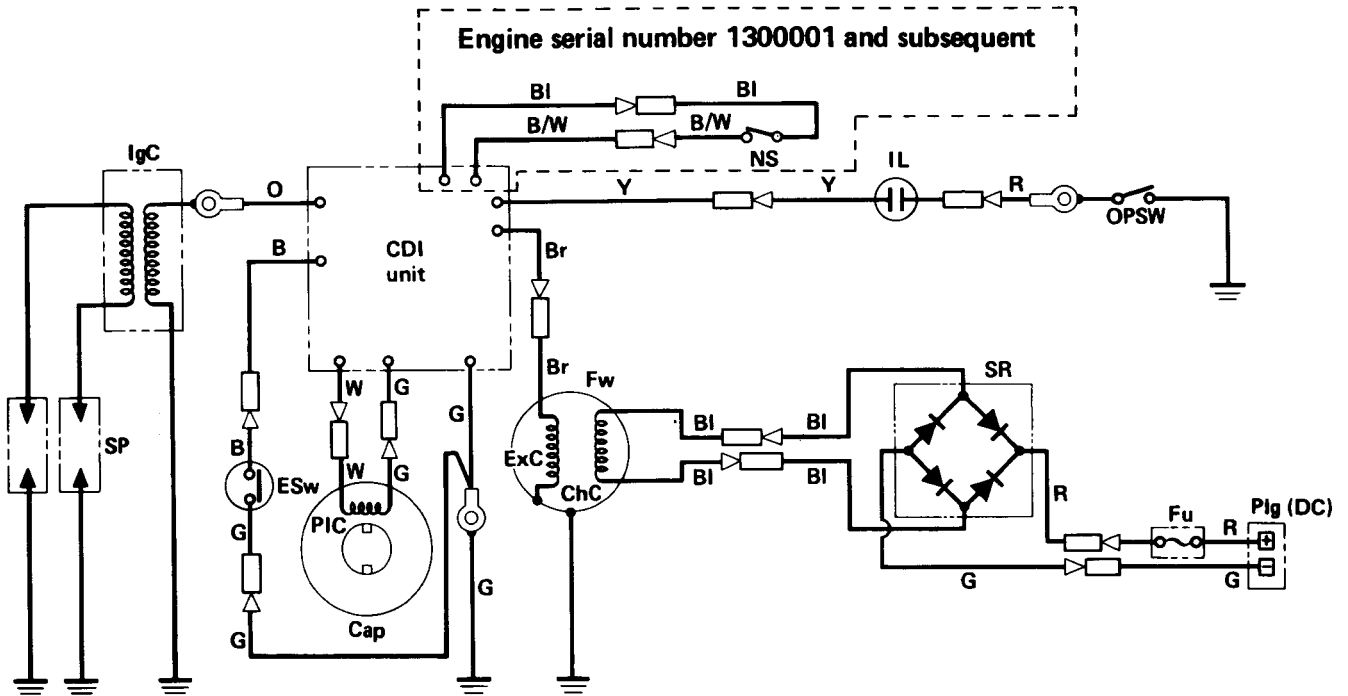 Engine serial number 1300001 and subsequent
Bl
Bl
B/W
B/W
NS
IgC
O
IL
Y
Y
R
OPSW
B
CDI
unit
Br
Br
W
G
G
Fw
SR
SP
B
ESw
W
G
ExC
ChC
Bl
Bl
Bl
Bl
PIC
G
R
Fu
R
Plg (DC)
+
−
G
G
G
Cap
G